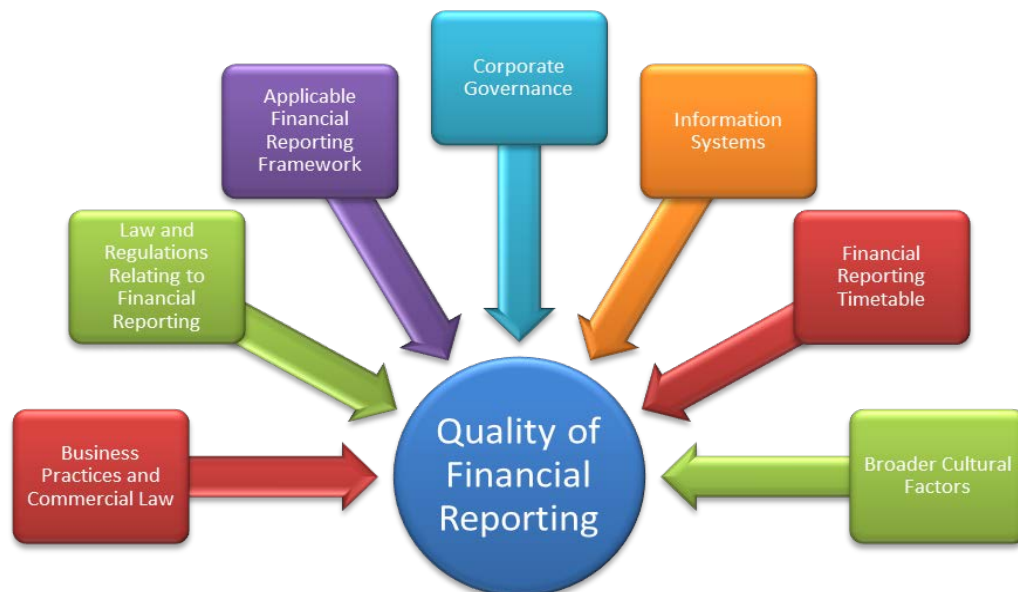 Business
Practices and
Commercial Law
Law and
Regulations
Relating to
Financial
Reporting
Applicable
Financial
Reporting
Framework
Corporate
Governance
Information
Systems
Financial
Reporting
Timetable
Broader Cultural
Factors
Quality of
Financial
Reporting